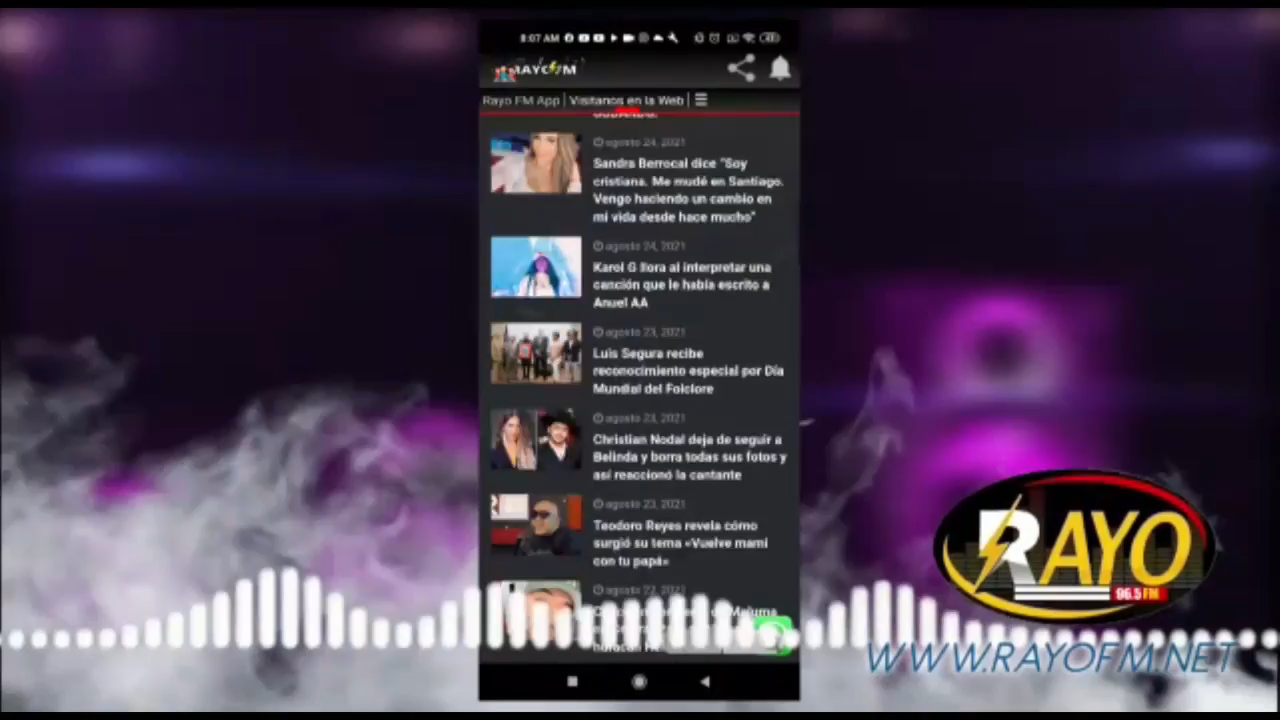 8:07 AM
RAYO FM
Rayo FM App | Visitanos en la Web |
agosto 24, 2021
Sandra Berrocal dice "Soy
cristiana. Me mudé en Santiago.
Vengo haciendo un cambio en
mi vida desde hace mucho"
agosto 24, 2021
Karol G llora al interpretar una
canción que le había escrito a
Anuel AA
agosto 23, 2021
Luis Segura recibe
reconocimiento especial por Día
Mundial del Folclore
agosto 23, 2021
Christian Nodal deja de seguir a
Belinda y borra todas sus fotos y
así reaccionó la cantante
agosto 23, 2021
Teodoro Reyes revela cómo
surgió su tema «Vuelve mami
con tu papá»
agosto 22, 2021
RAYO
96.5 FM
WWW.RAYOFM.NET